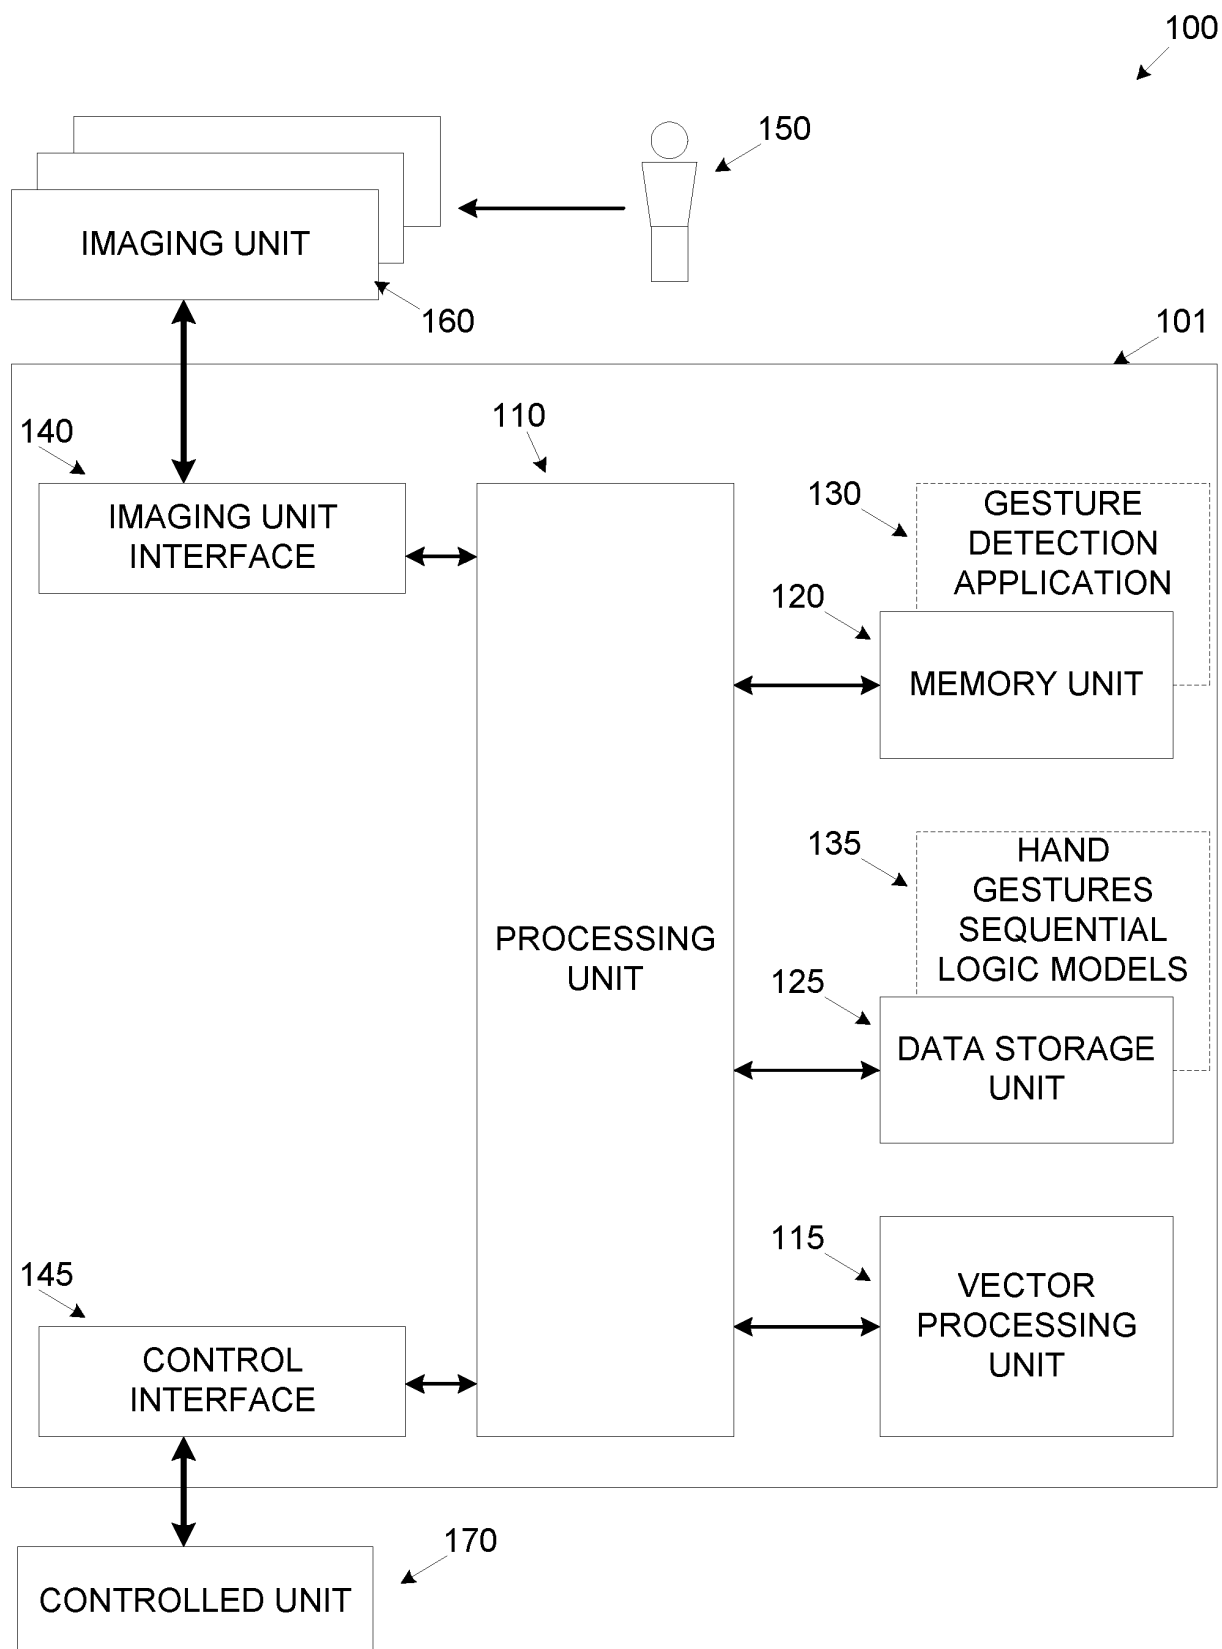 100
150
IMAGING UNIT
160
101
140
110
IMAGING UNIT
INTERFACE
130
GESTURE
DETECTION
APPLICATION
120
MEMORY UNIT
135
HAND
GESTURES
SEQUENTIAL
LOGIC MODELS
PROCESSING
UNIT
125
DATA STORAGE
UNIT
115
VECTOR
PROCESSING
UNIT
145
CONTROL
INTERFACE
170
CONTROLLED UNIT